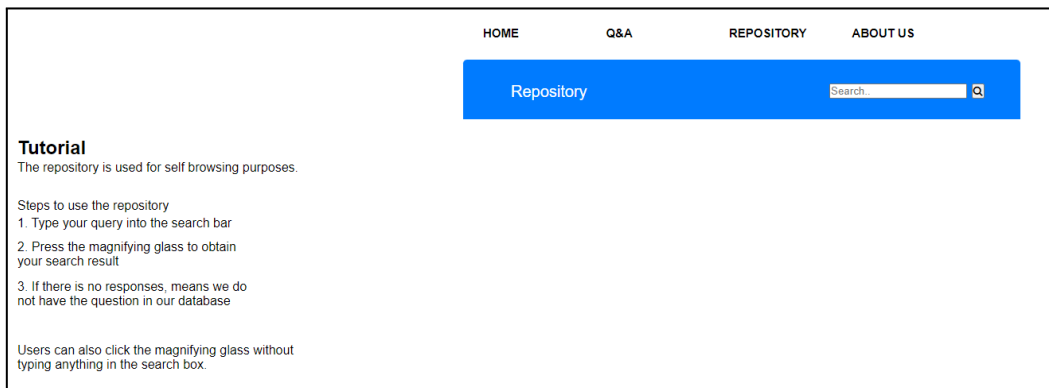 HOME Q&A REPOSITORY ABOUT US
Repository Search..
Tutorial
The repository is used for self browsing purposes.
Steps to use the repository
1. Type your query into the search bar
2. Press the magnifying glass to obtain
your search result
3. If there is no responses, means we do
not have the question in our database
Users can also click the magnifying glass without
typing anything in the search box.